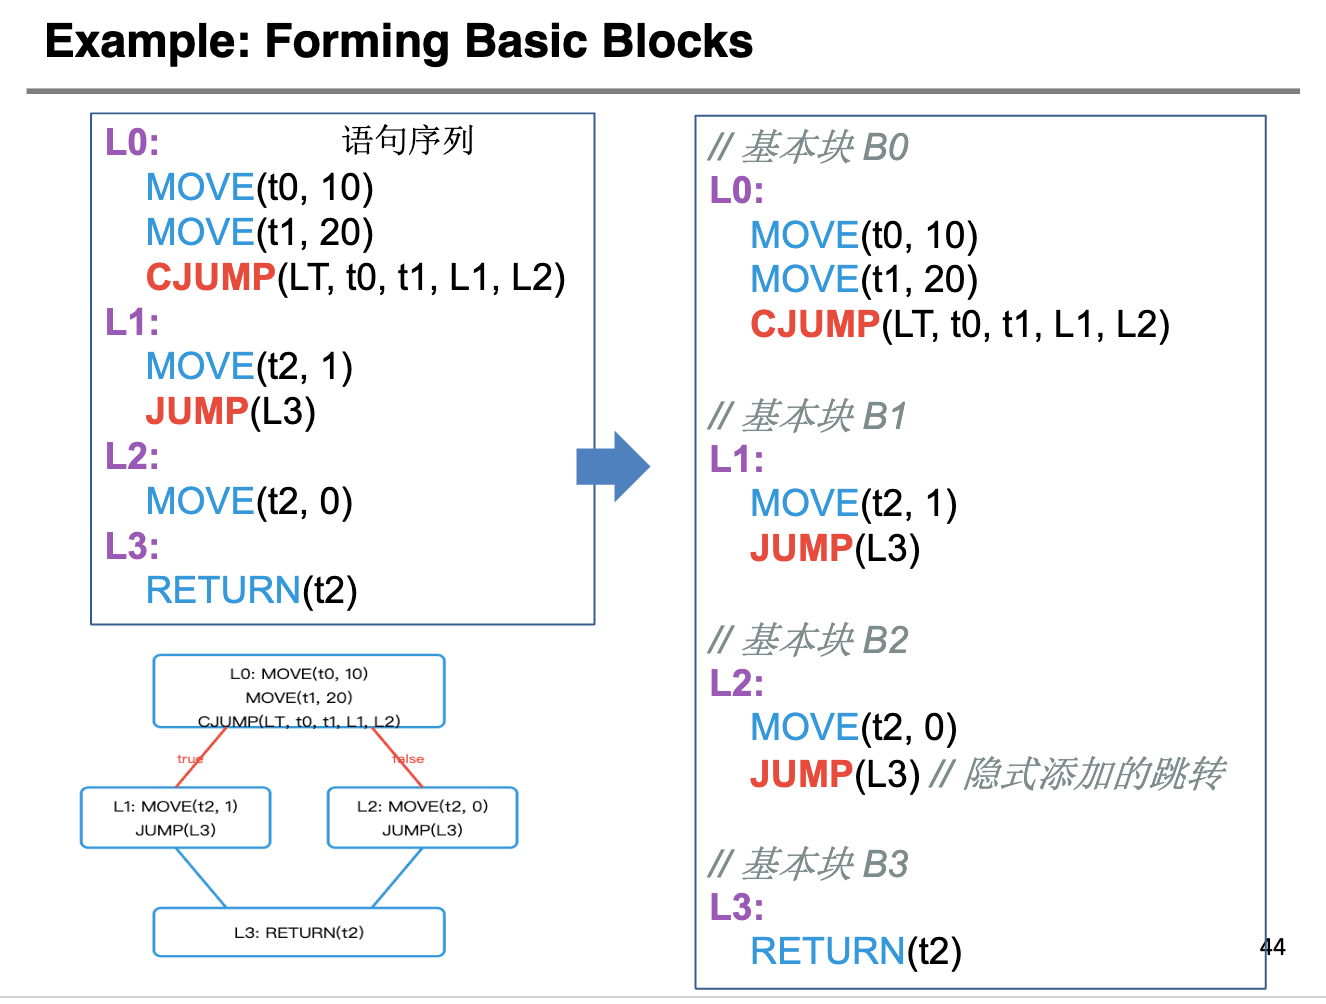 Example: Forming Basic Blocks
L0: 语句序列
MOVE(t0, 10)
MOVE(t1, 20)
CJUMP(LT, t0, t1, L1, L2)
L1:
MOVE(t2, 1)
JUMP(L3)
L2:
MOVE(t2, 0)
L3:
RETURN(t2)
L0: MOVE(t0, 10)
MOVE(t1, 20)
CJUMP(LT, t0, t1, L1, L2)
true false
L1: MOVE(t2, 1)
JUMP(L3)
L2: MOVE(t2, 0)
JUMP(L3)
L3: RETURN(t2)
// 基本块 B0
L0:
MOVE(t0, 10)
MOVE(t1, 20)
CJUMP(LT, t0, t1, L1, L2)
// 基本块 B1
L1:
MOVE(t2, 1)
JUMP(L3)
// 基本块 B2
L2:
MOVE(t2, 0)
JUMP(L3) // 隐式添加的跳转
// 基本块 B3
L3:
RETURN(t2)
44